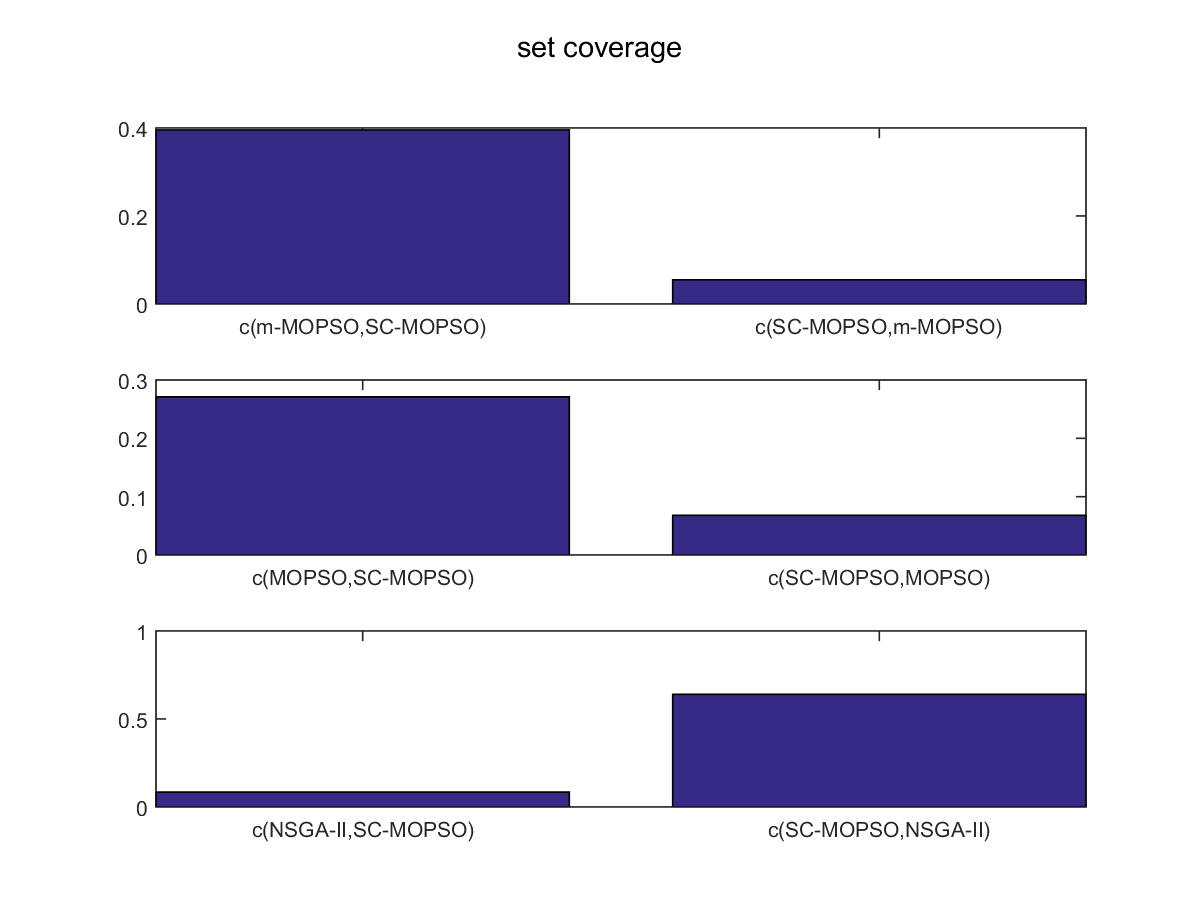 set coverage
0.4
0.2
0
c(m-MOPSO,SC-MOPSO) c(SC-MOPSO,m-MOPSO)
0.3
0.2
0.1
0
c(MOPSO,SC-MOPSO) c(SC-MOPSO,MOPSO)
1
0.5
0
c(NSGA-II,SC-MOPSO) c(SC-MOPSO,NSGA-II)